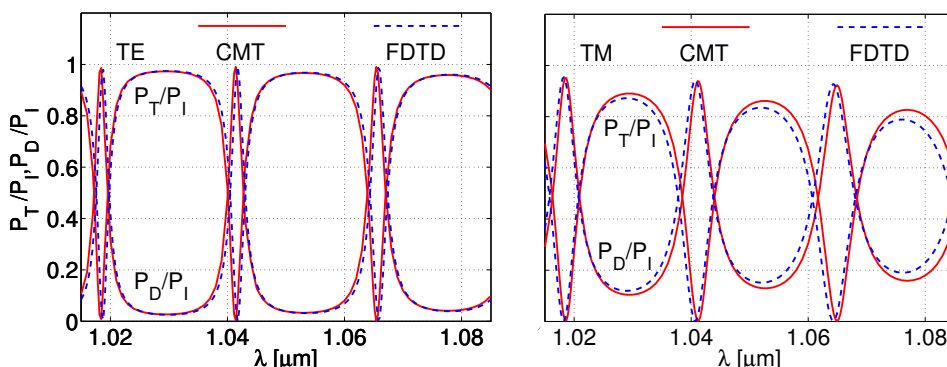 TE CMT FDTD
P_T/P_I
P_D/P_I
P_T/P_I,P_D/P_I
1
0.8
0.6
0.4
0.2
0
1.02 1.04 1.06 1.08
λ [μm]
TM CMT FDTD
P_T/P_I
P_D/P_I
1.02 1.04 1.06 1.08
λ [μm]